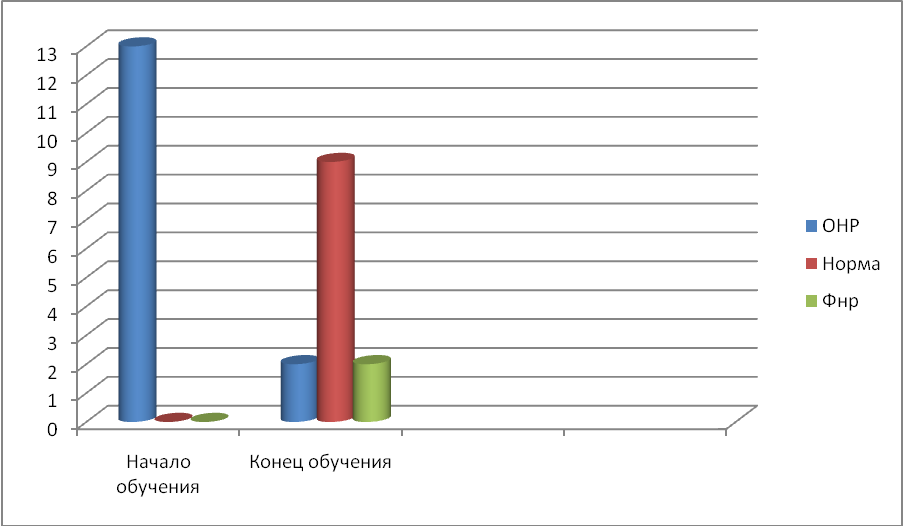 13
12
11
10
9
8
7
6
5
4
3
2
1
0
Начало
обучения
Конец обучения
ОНР
Норма
Фнр